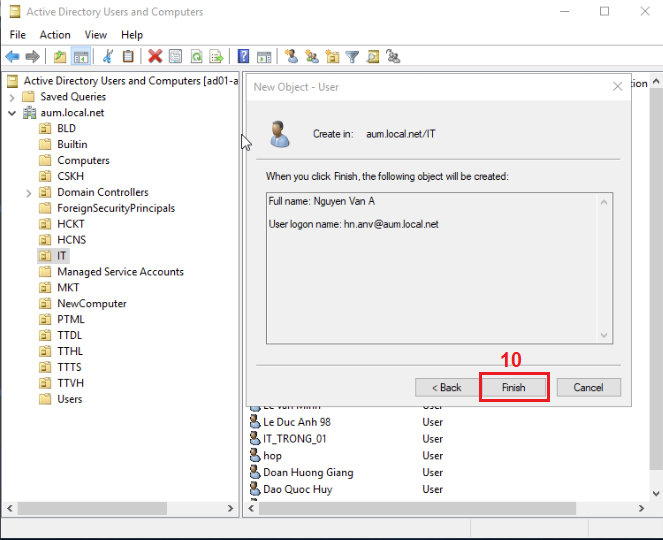 Active Directory Users and Computers
File Action View Help
Active Directory Users and Computers [ad01-a
Saved Queries
aum.local.net
BLD
Builtin
Computers
CSKH
Domain Controllers
ForeignSecurityPrincipals
HCKT
HCNS
IT
Managed Service Accounts
MKT
NewComputer
PTML
TTDL
TTHL
TTTS
TTVH
Users
New Object - User
Create in: aum.local.net/IT
When you click Finish, the following object will be created:
Full name: Nguyen Van A
User logon name: hn.anv@aum.local.net
10
< Back Finish Cancel
User
Le Duc Anh 98 User
IT_TRONG_01 User
hop User
Doan Huong Giang User
Dao Quoc Huy User